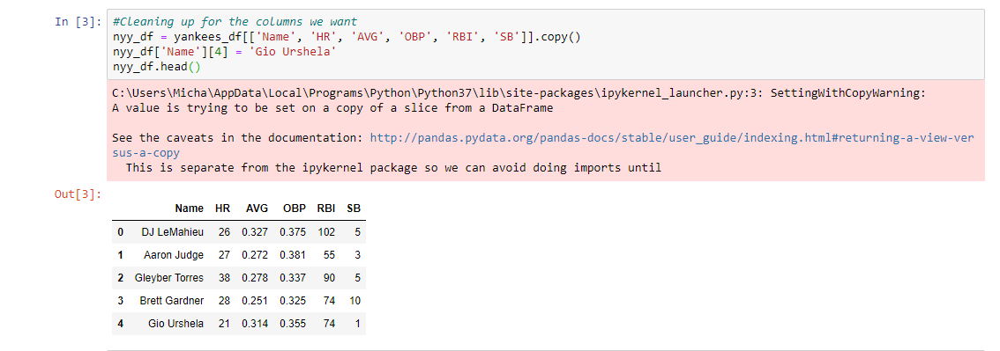 In [3]: #Cleaning up for the columns we want
nyy_df = yankees_df[['Name', 'HR', 'AVG', 'OBP', 'RBI', 'SB']].copy()
nyy_df['Name'][4] = 'Gio Urshela'
nyy_df.head()
C:\Users\Micha\AppData\Local\Programs\Python\Python37\lib\site-packages\ipykernel_launcher.py:3: SettingWithCopyWarning:
A value is trying to be set on a copy of a slice from a DataFrame
See the caveats in the documentation: http://pandas.pydata.org/pandas-docs/stable/user_guide/indexing.html#returning-a-view-ver
sus-a-copy
This is separate from the ipykernel package so we can avoid doing imports until
Out[3]:
Name HR AVG OBP RBI SB
0 DJ LeMahieu 26 0.327 0.375 102 5
1 Aaron Judge 27 0.272 0.381 55 3
2 Gleyber Torres 38 0.278 0.337 90 5
3 Brett Gardner 28 0.251 0.325 74 10
4 Gio Urshela 21 0.314 0.355 74 1